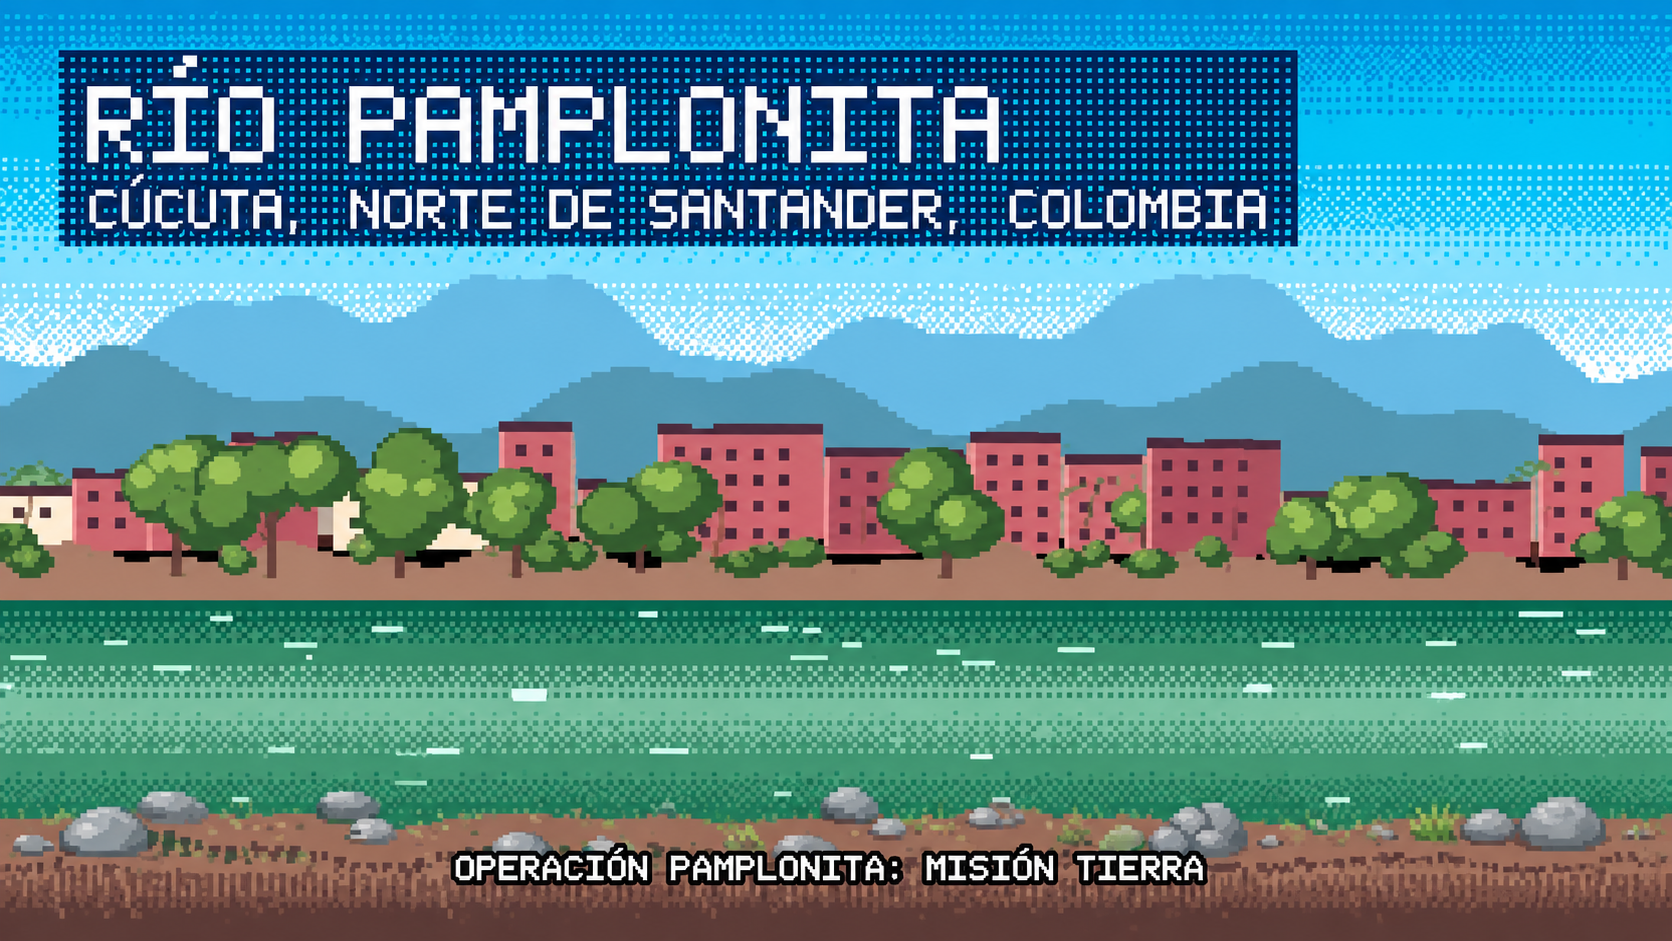 RÍO PAMPLONITA
CÚCUTA, NORTE DE SANTANDER, COLOMBIA
OPERACIÓN PAMPLONITA: MISIÓN TIERRA